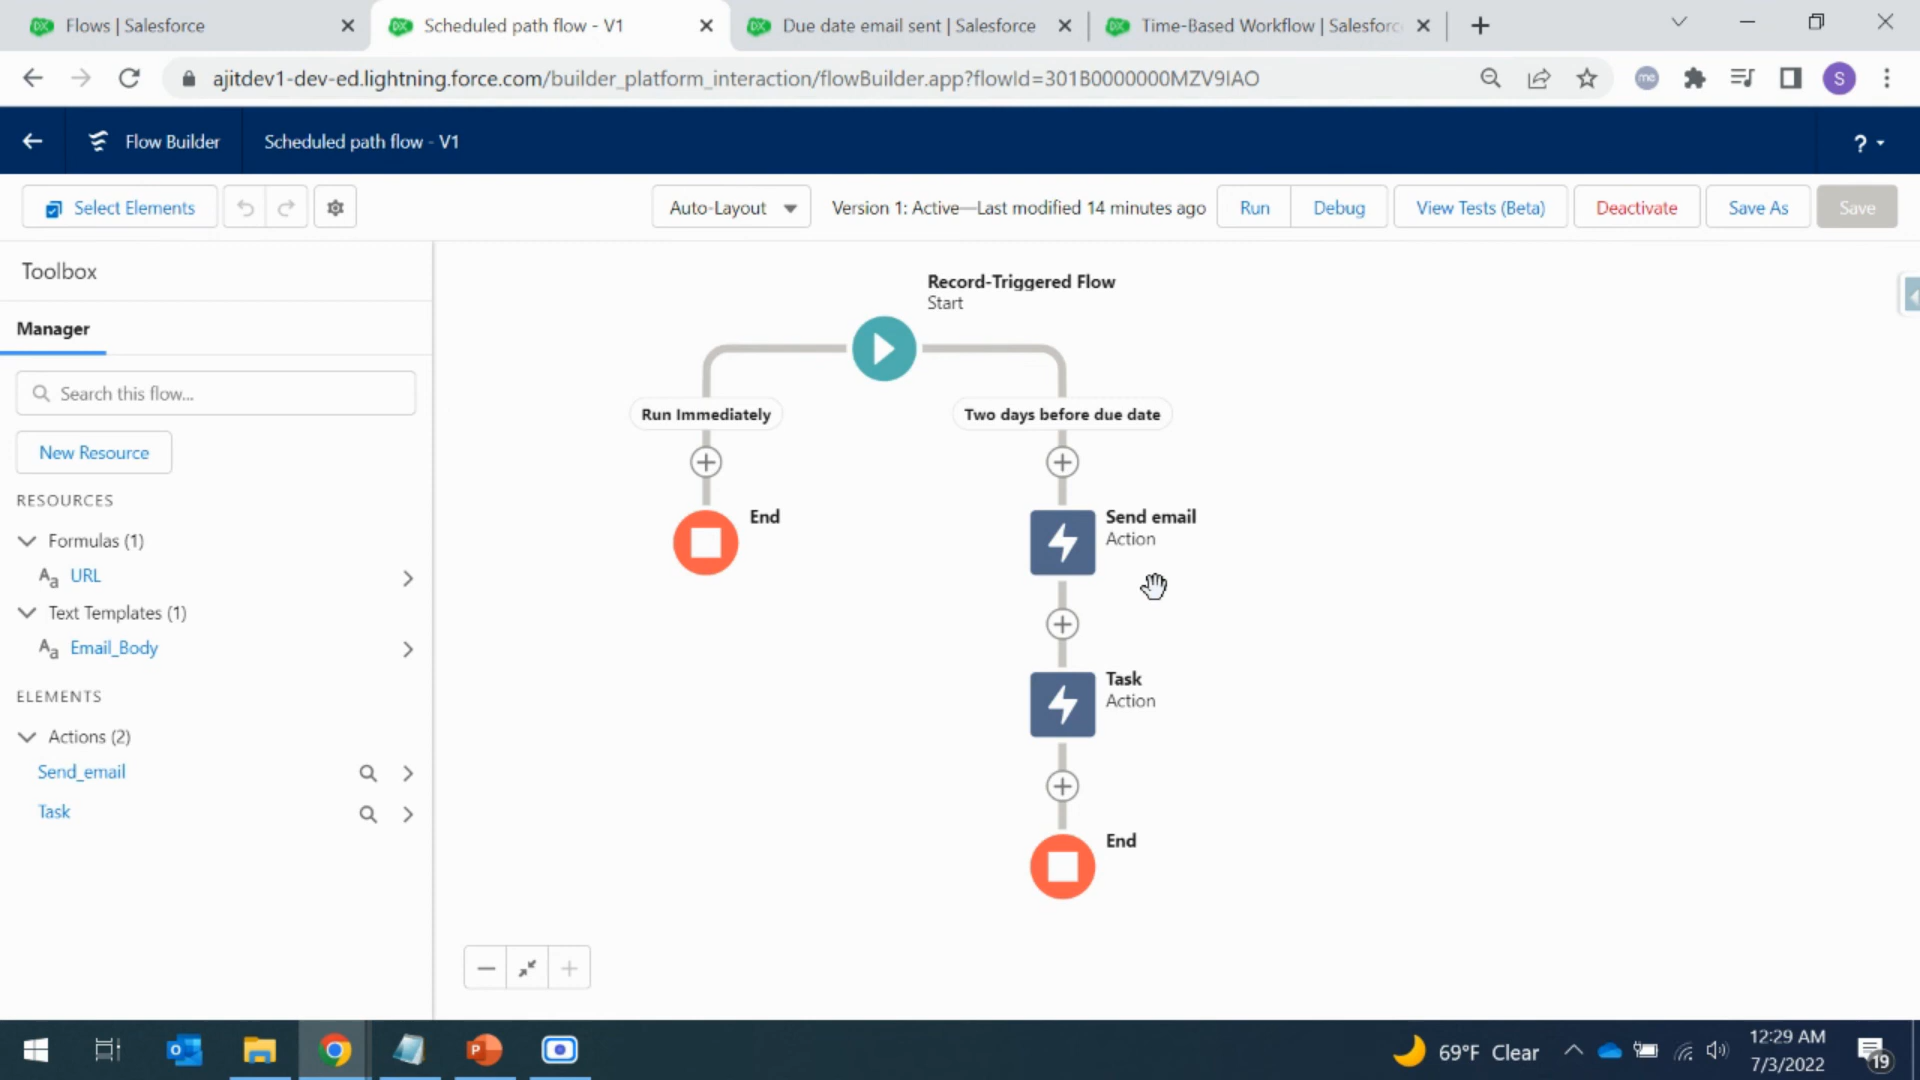 Flows | Salesforce
Scheduled path flow - V1
Due date email sent | Salesforce
Time-Based Workflow | Salesforc
ajitdev1-dev-ed.lightning.force.com/builder_platform_interaction/flowBuilder.app?flowId=301B0000000MZV9IAO
me
S
Flow Builder
Scheduled path flow - V1
?
Select Elements
Auto-Layout
Version 1: Active—Last modified 14 minutes ago
Run
Debug
View Tests (Beta)
Deactivate
Save As
Save
Toolbox
Manager
Search this flow...
New Resource
RESOURCES
Formulas (1)
Aa URL
Text Templates (1)
Aa Email_Body
ELEMENTS
Actions (2)
Send_email
Task
Record-Triggered Flow
Start
Run Immediately
Two days before due date
End
Send email
Action
Task
Action
End
69°F Clear
12:29 AM
7/3/2022
19